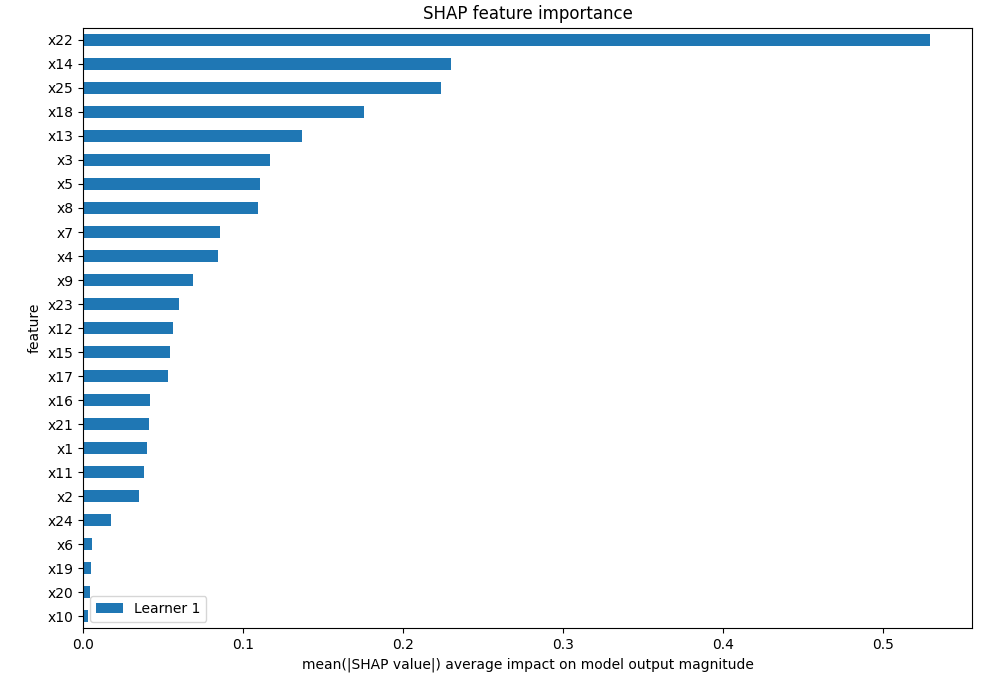 SHAP feature importance
x22
x14
x25
x18
x13
x3
x5
x8
x7
x4
x9
x23
x12
x15
x17
x16
x21
x1
x11
x2
x24
x6
x19
x20
x10
feature
Learner 1
0.0 0.1 0.2 0.3 0.4 0.5
mean(|SHAP value|) average impact on model output magnitude